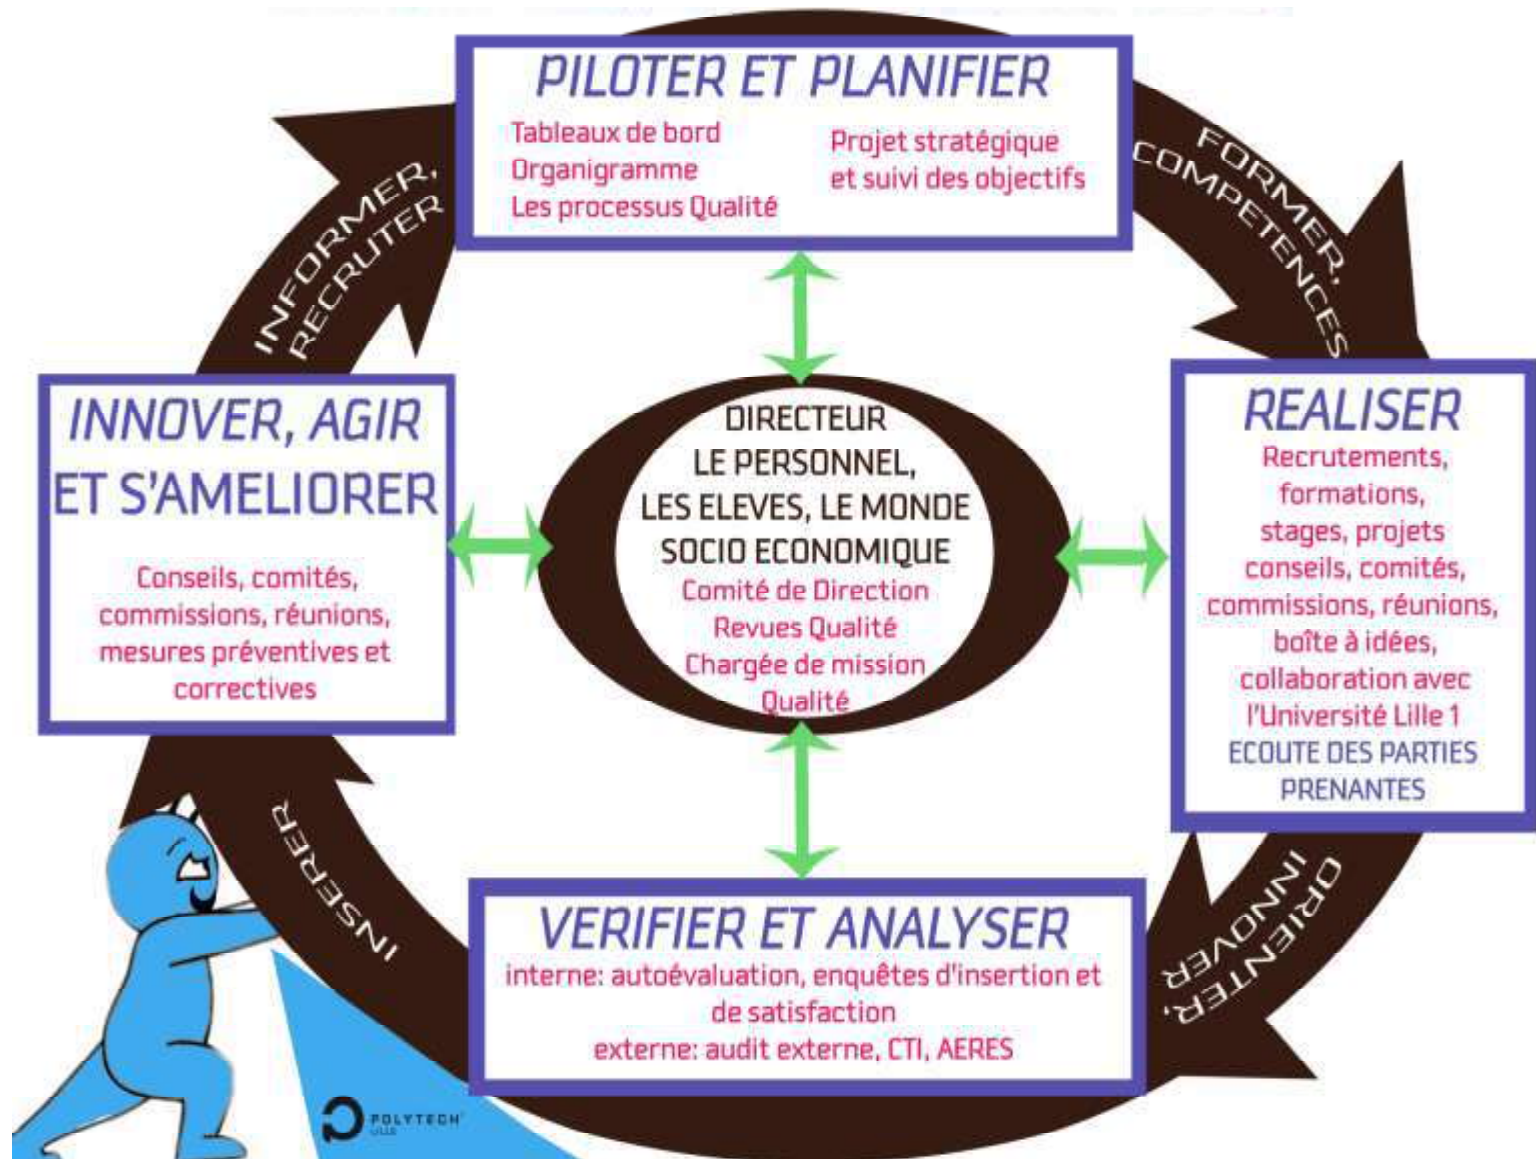 PILOTER ET PLANIFIER
Tableaux de bord
Organigramme
Les processus Qualité
Projet stratégique
et suivi des objectifs
INFORMER,
RECRUTER
FORMER,
COMPETENCES
INNOVER, AGIR
ET S'AMELIORER
Conseils, comités,
commissions, réunions,
mesures préventives et
correctives
DIRECTEUR
LE PERSONNEL,
LES ELEVES, LE MONDE
SOCIO ECONOMIQUE
Comité de Direction
Revues Qualité
Chargée de mission
Qualité
REALISER
Recrutements,
formations,
stages, projets
conseils, comités,
commissions, réunions,
boîte à idées,
collaboration avec
l'Université Lille 1
ECOUTE DES PARTIES
PRENANTES
INSERER
ORIENTER,
INNOVER
VERIFIER ET ANALYSER
interne: autoévaluation, enquêtes d'insertion et
de satisfaction
externe: audit externe, CTI, AERES
POLYTECH
LILLE